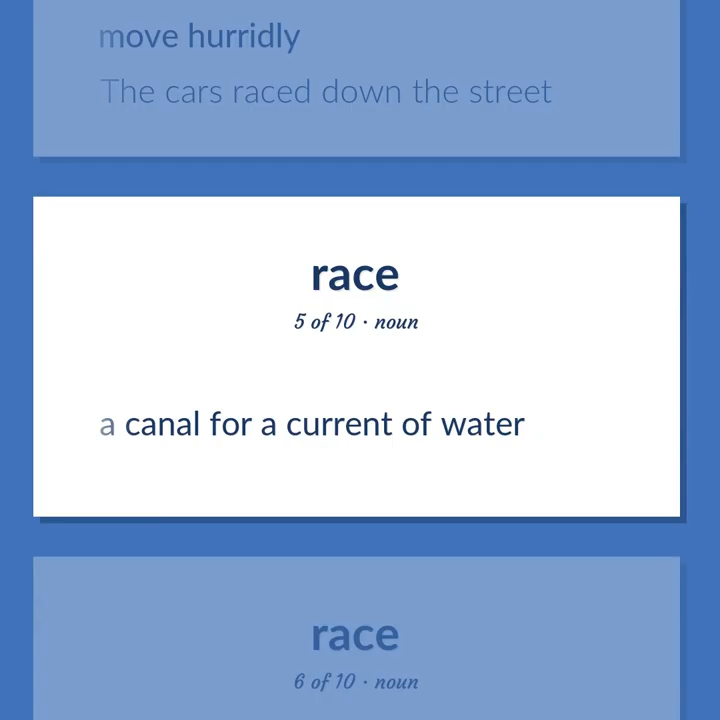 move hurridly
The cars raced down the street
race
5 of 10 · noun
a canal for a current of water
race
6 of 10 · noun